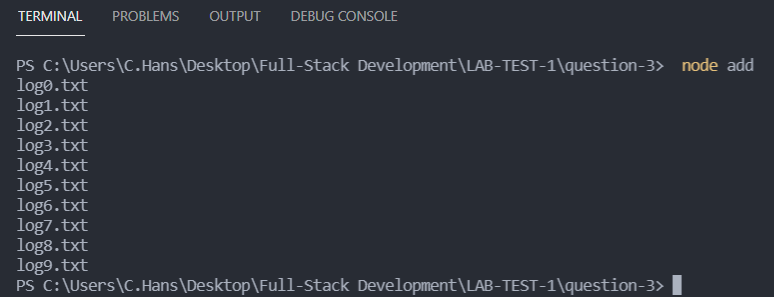 TERMINAL PROBLEMS OUTPUT DEBUG CONSOLE
PS C:\Users\C.Hans\Desktop\Full-Stack Development\LAB-TEST-1\question-3> node add
log0.txt
log1.txt
log2.txt
log3.txt
log4.txt
log5.txt
log6.txt
log7.txt
log8.txt
log9.txt
PS C:\Users\C.Hans\Desktop\Full-Stack Development\LAB-TEST-1\question-3>